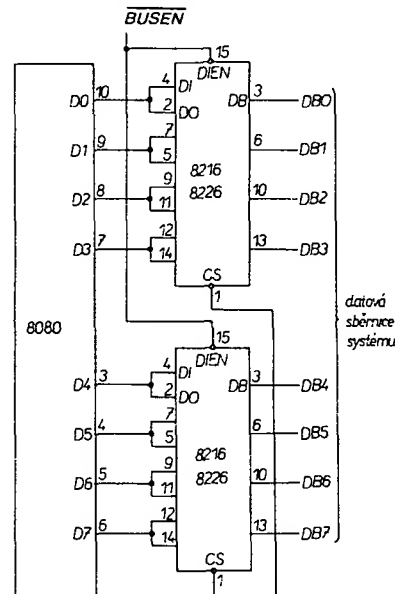 BUSEN
15
DIEN
4
DI
2
DO
D0 10
DB 3 DB0
D1 9
7
5
6 DB1
D2 8
9
11
8216
8226
10 DB2
D3 7
12
14
13 DB3
CS
1
8080
datová
sběrnice
systému
15
DIEN
4
DI
2
DO
D4 3
DB 3 DB4
D5 4
7
5
6 DB5
D6 5
9
11
8216
8226
10 DB6
D7 6
12
14
13 DB7
CS
1